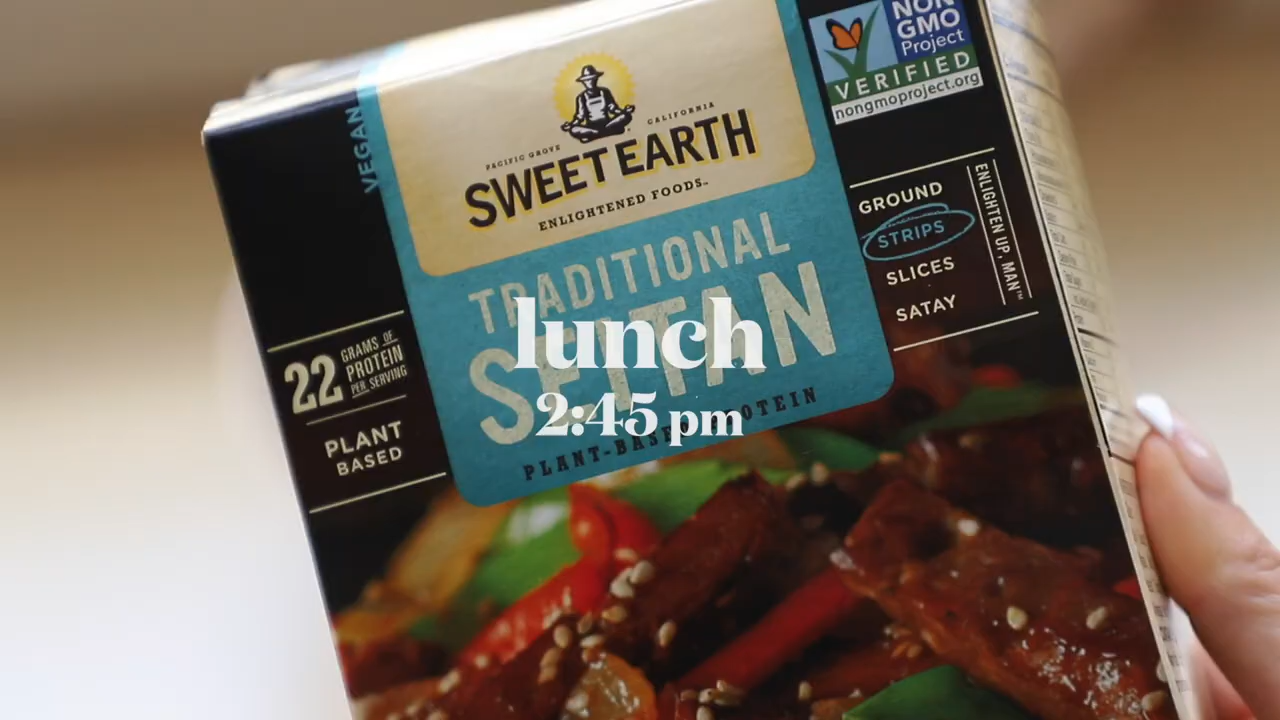 VEGAN
PACIFIC GROVE CALIFORNIA
SWEET EARTH
ENLIGHTENED FOODS
NON
GMO
Project
VERIFIED
nongmoproject.org
TRADITIONAL
SEITAN
PLANT-BASED PROTEIN
lunch
2:45 pm
GROUND
STRIPS
SLICES
SATAY
ENLIGHTEN UP, MAN™
22 GRAMS OF
PROTEIN
PER SERVING
PLANT
BASED